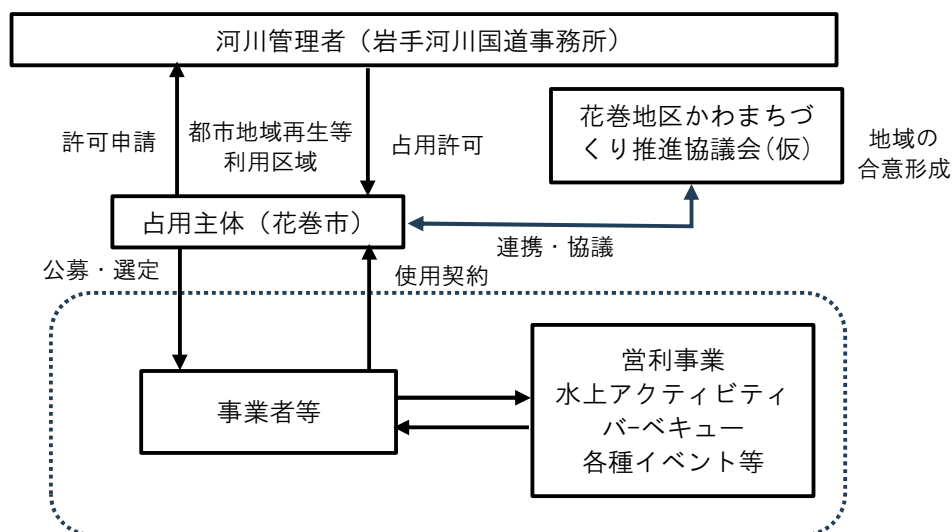 河川管理者（岩手河川国道事務所）
許可申請
都市地域再生等
利用区域
占用許可
花巻地区かわまちづ
くり推進協議会(仮)
地域の
合意形成
占用主体（花巻市）
連携・協議
公募・選定
使用契約
事業者等
営利事業
水上アクティビティ
バーベキュー
各種イベント等